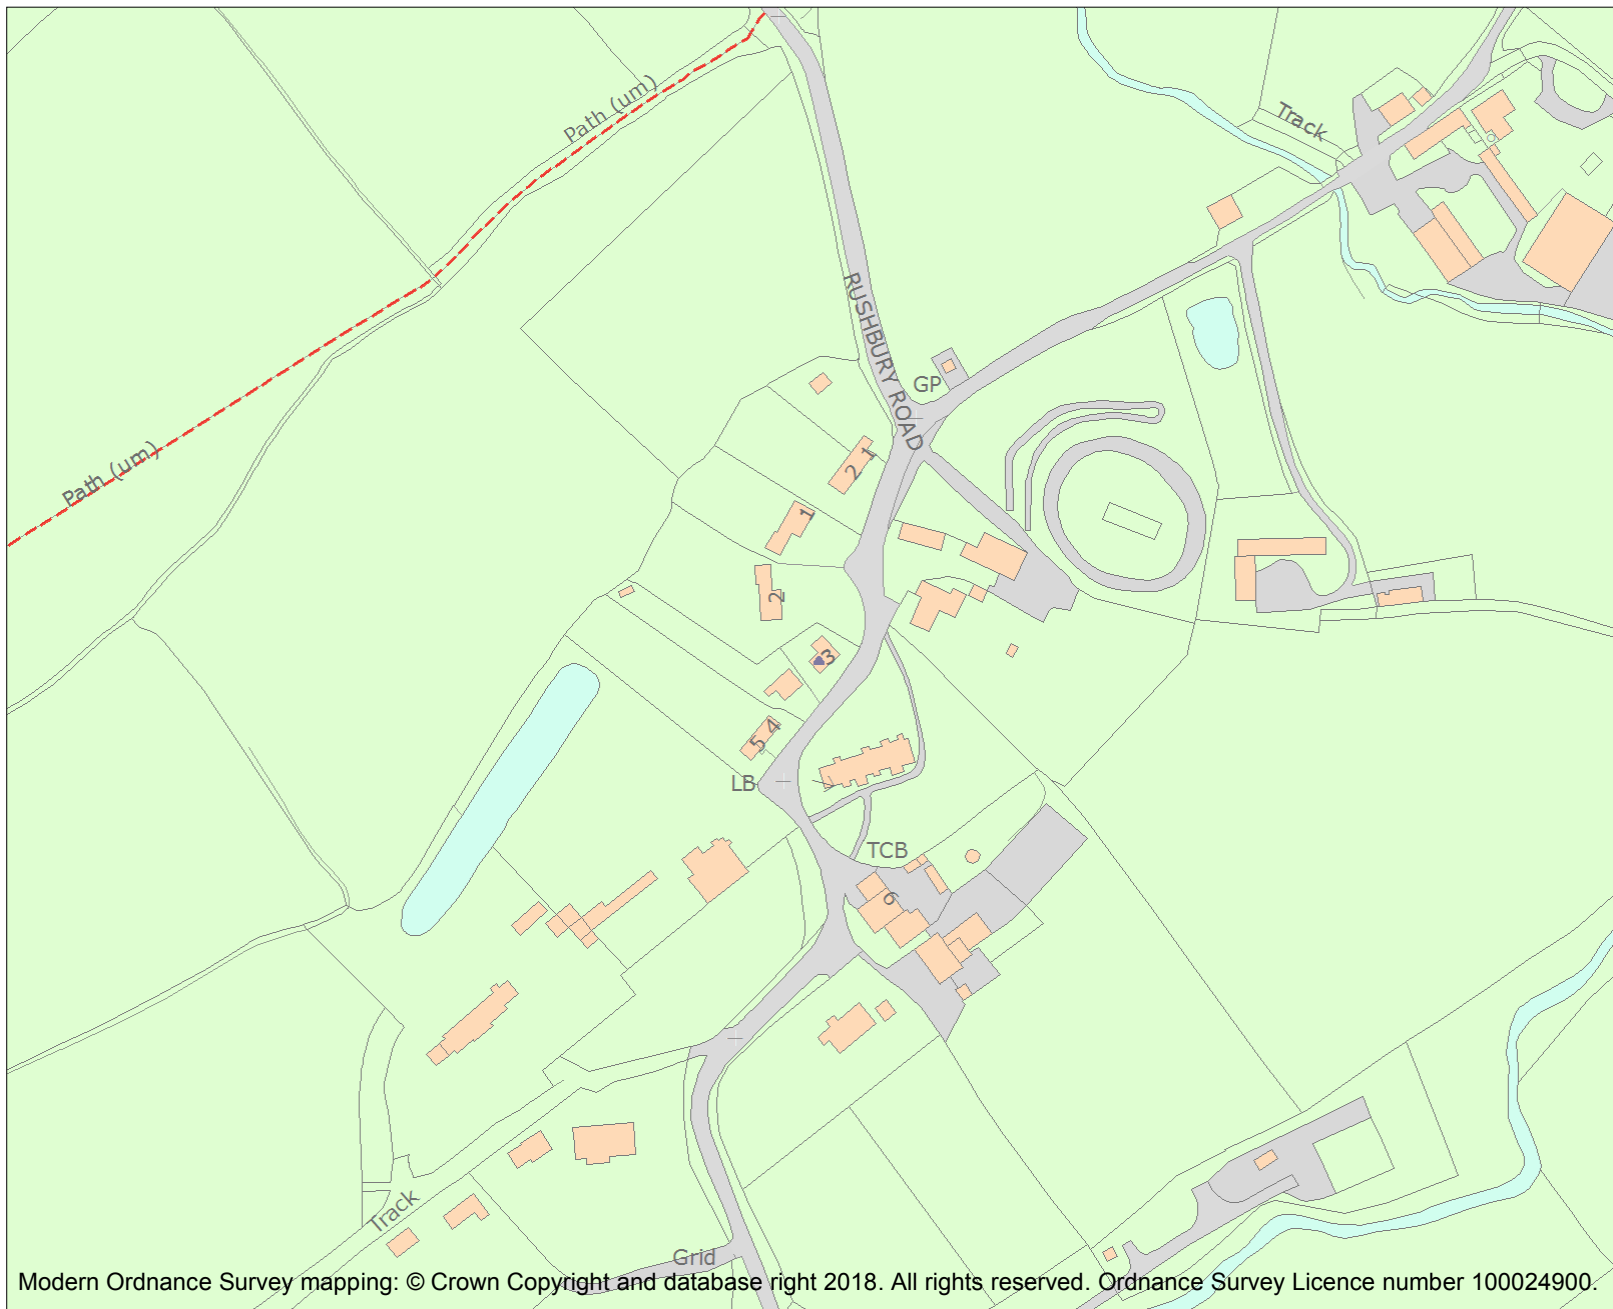 Path (um)
Track
RUSHBURY ROAD
GP
Path (um)
2 1
1
2
3
5 4
LB
TCB
6
Track
Grid
Modern Ordnance Survey mapping: © Crown Copyright and database right 2018. All rights reserved. Ordnance Survey Licence number 100024900.